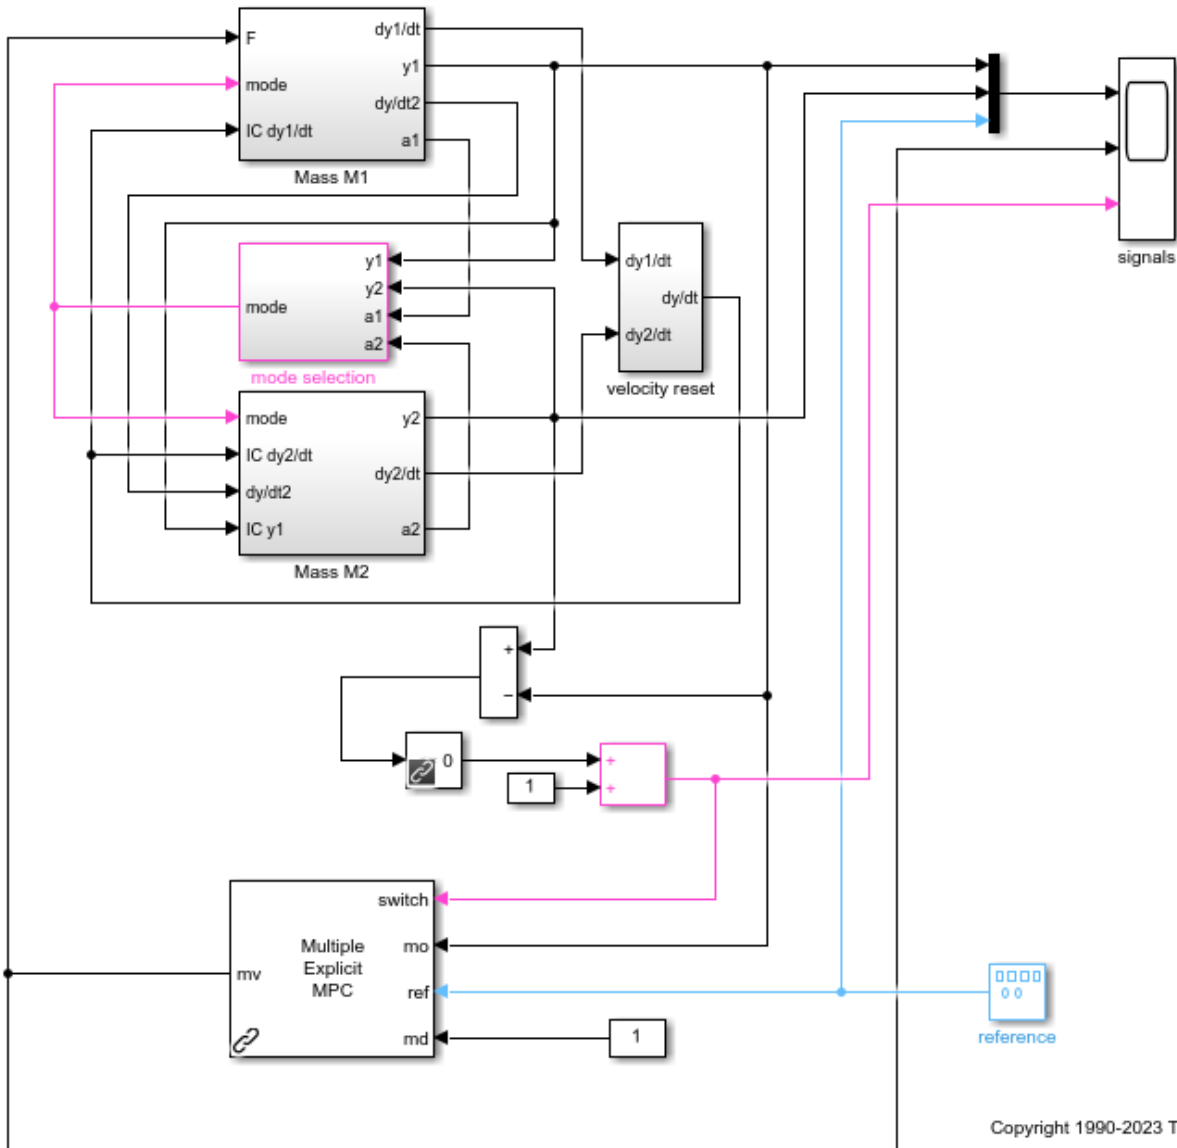 F
mode
IC dy1/dt
dy1/dt
y1
dy/dt2
a1
Mass M1
mode
y1
y2
a1
a2
mode selection
dy1/dt
dy2/dt
dy/dt
velocity reset
signals
mode
IC dy2/dt
dy/dt2
IC y1
y2
dy2/dt
a2
Mass M2
+
−
0
1
+
+
switch
mo
ref
md
mv
Multiple
Explicit
MPC
1
0 0
reference
Copyright 1990-2023 T